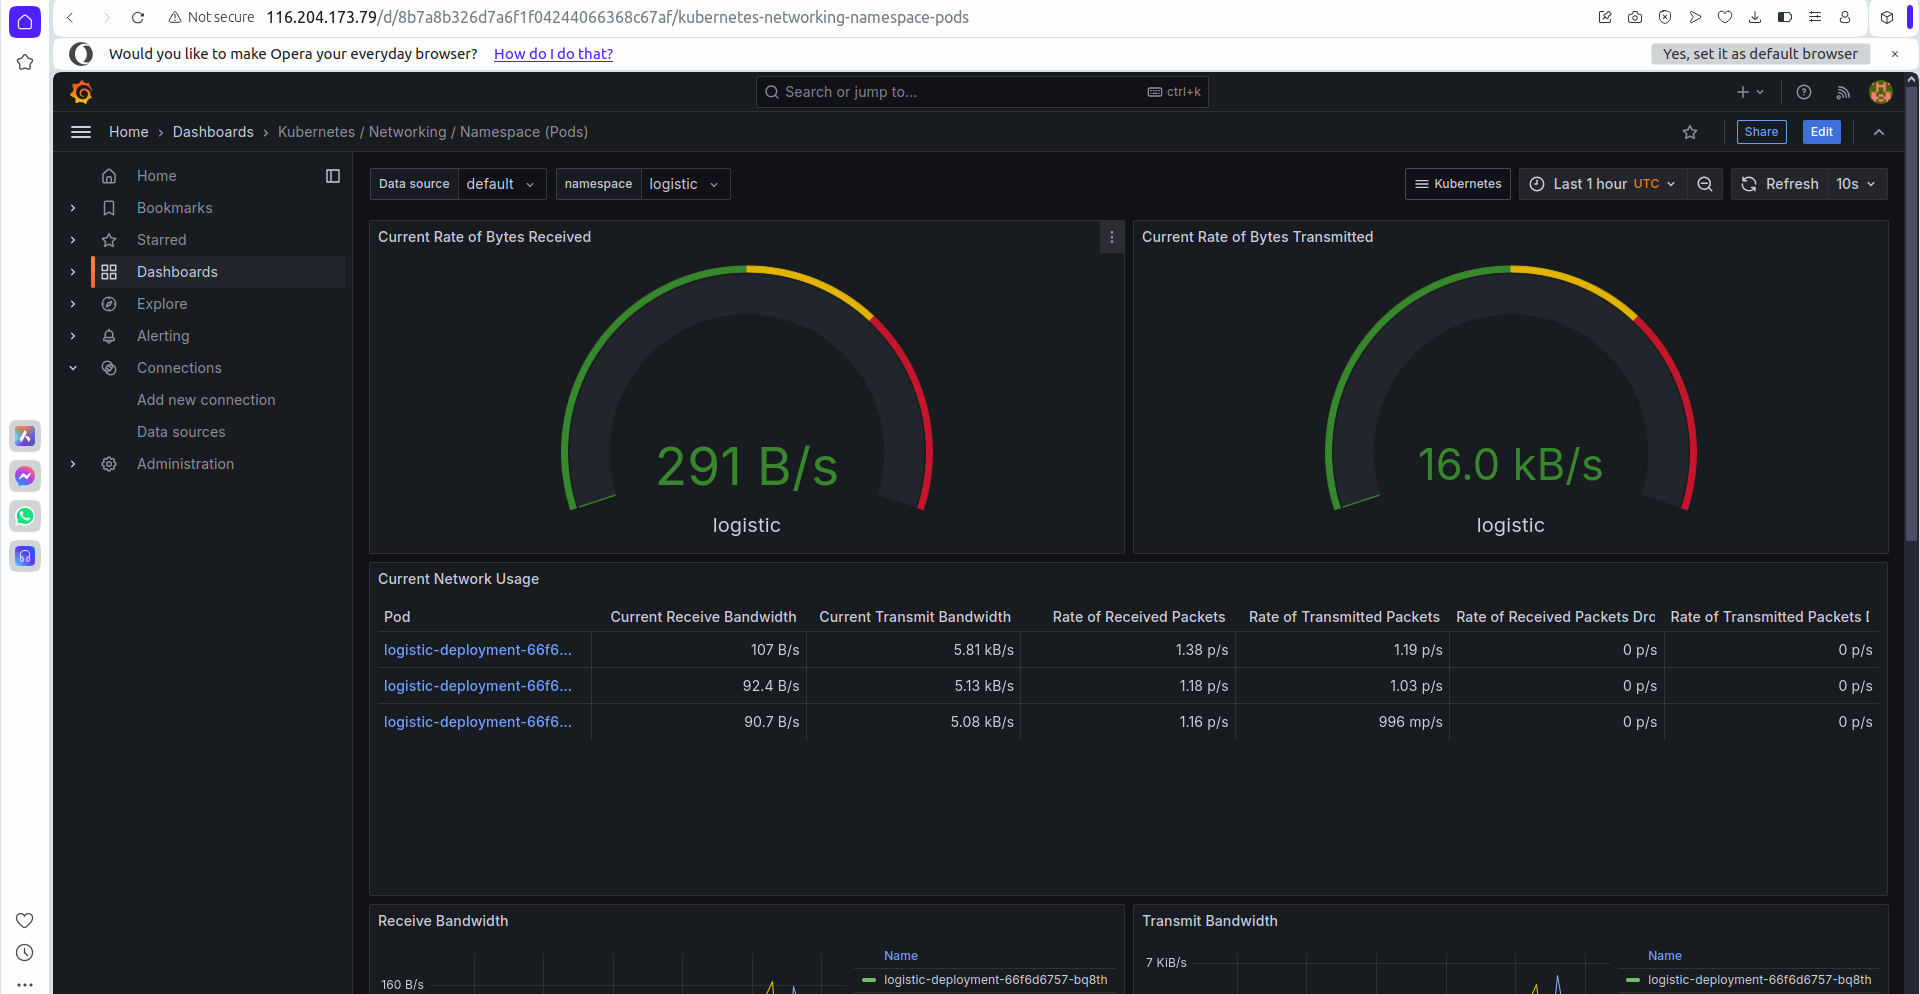 Not secure 116.204.173.79/d/8b7a8b326d7a6f1f04244066368c67af/kubernetes-networking-namespace-pods
Would you like to make Opera your everyday browser? How do I do that? Yes, set it as default browser
Search or jump to... ctrl+k
Home › Dashboards › Kubernetes / Networking / Namespace (Pods) Share Edit
Home
Bookmarks
Starred
Dashboards
Explore
Alerting
Connections
Add new connection
Data sources
Administration
Data source default namespace logistic Kubernetes Last 1 hour UTC Refresh 10s
Current Rate of Bytes Received
291 B/s
logistic
Current Rate of Bytes Transmitted
16.0 kB/s
logistic
Current Network Usage
Pod Current Receive Bandwidth Current Transmit Bandwidth Rate of Received Packets Rate of Transmitted Packets Rate of Received Packets Dro Rate of Transmitted Packets D
logistic-deployment-66f6... 107 B/s 5.81 kB/s 1.38 p/s 1.19 p/s 0 p/s 0 p/s
logistic-deployment-66f6... 92.4 B/s 5.13 kB/s 1.18 p/s 1.03 p/s 0 p/s 0 p/s
logistic-deployment-66f6... 90.7 B/s 5.08 kB/s 1.16 p/s 996 mp/s 0 p/s 0 p/s
Receive Bandwidth
Name
160 B/s
logistic-deployment-66f6d6757-bq8th
Transmit Bandwidth
Name
7 KiB/s
logistic-deployment-66f6d6757-bq8th